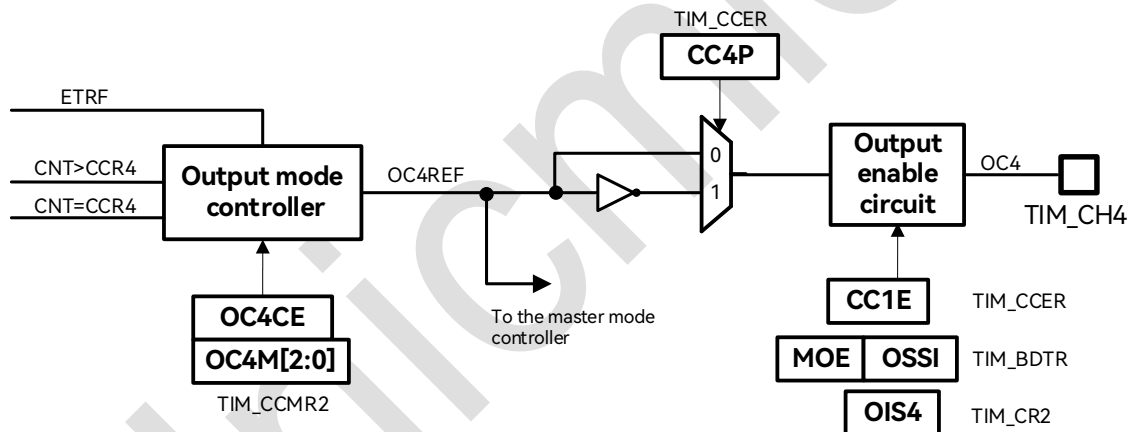 TIM_CCER
CC4P
ETRF
CNT>CCR4
CNT=CCR4
Output mode
controller
OC4REF
0
1
Output
enable
circuit
OC4
TIM_CH4
To the master mode
controller
OC4CE
OC4M[2:0]
TIM_CCMR2
CC1E
TIM_CCER
MOE
OSSI
TIM_BDTR
OIS4
TIM_CR2